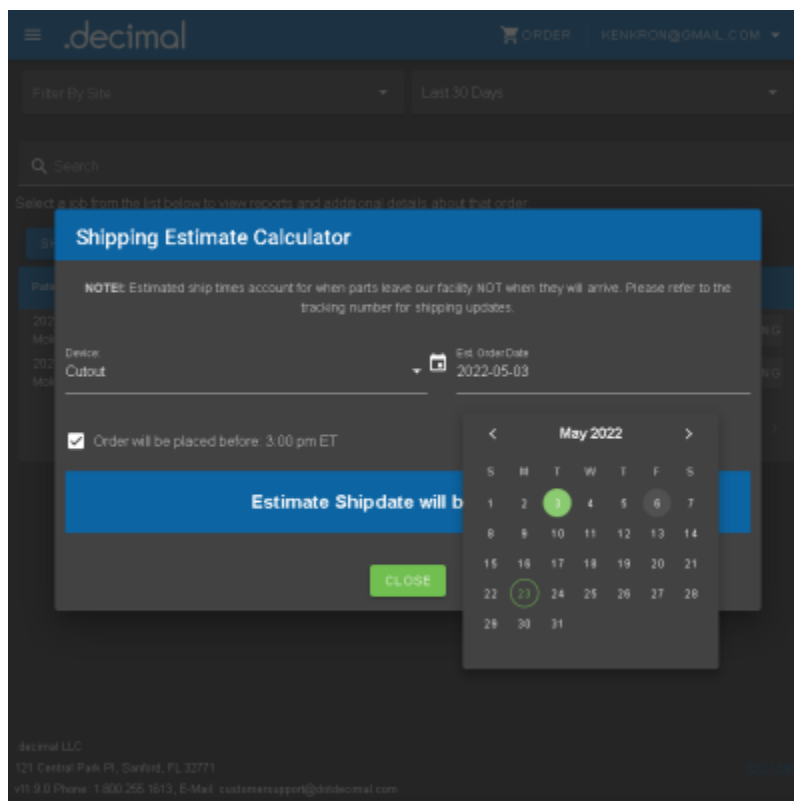 .decimal
ORDER KENKRON@GMAIL.COM
Filter By Site Last 30 Days
Search
Select a job from the list below to view reports and additional details about that order.
Shipping Estimate Calculator
NOTE: Estimated ship times account for when parts leave our facility NOT when they will arrive. Please refer to the
tracking number for shipping updates.
Device:
Cutout
Est. Order Date
2022-05-03
Order will be placed before: 3:00 pm ET
Estimate Shipdate will b
CLOSE
May 2022
S M T W T F S
1 2 3 4 5 6 7
8 9 10 11 12 13 14
15 16 17 18 19 20 21
22 23 24 25 26 27 28
29 30 31
.decimal LLC
121 Central Park Pl, Sanford, FL 32771
v11.9.0 Phone: 1.800.255.1613, E-Mail: customersupport@dotdecimal.com